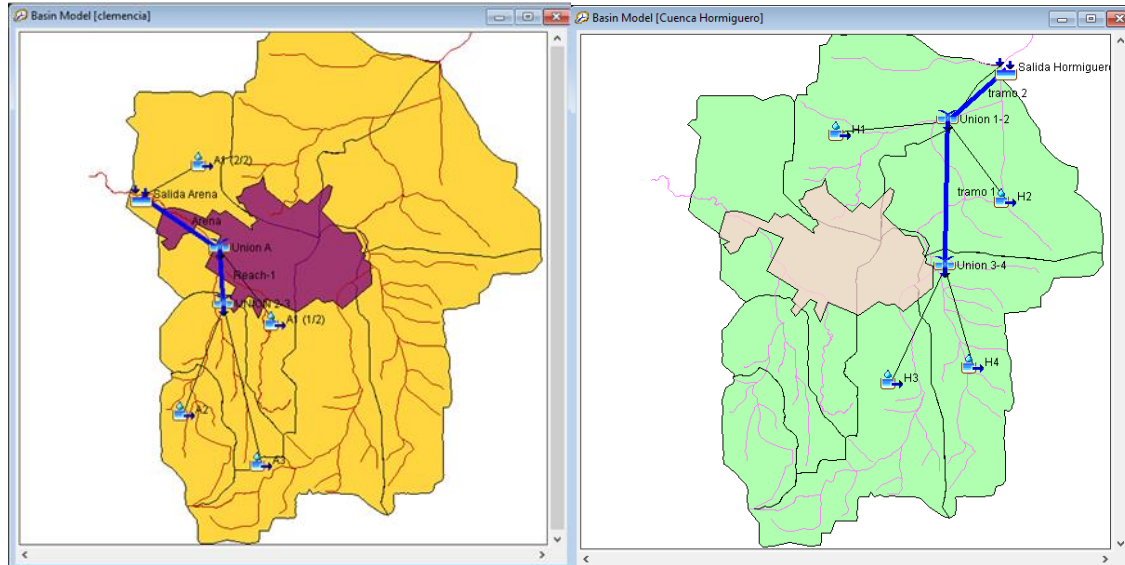 Basin Model [clemencia]
A1 (2/2)
Salida Arena
Arena
Union A
Reach-1
UNION 2-3
A1 (1/2)
A2
A3
Basin Model [Cuenca Hormiguero]
Salida Hormiguero
tramo 2
Union 1-2
H1
tramo 1
H2
Union 3-4
H4
H3